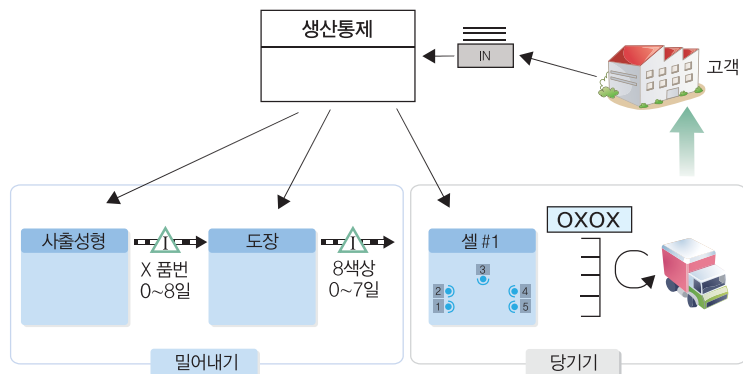 생산통제
IN
고객
사출성형
I
X 품번
0~8일
도장
I
8색상
0~7일
밀어내기
셀 #1
3
2
4
1
5
OXOX
당기기